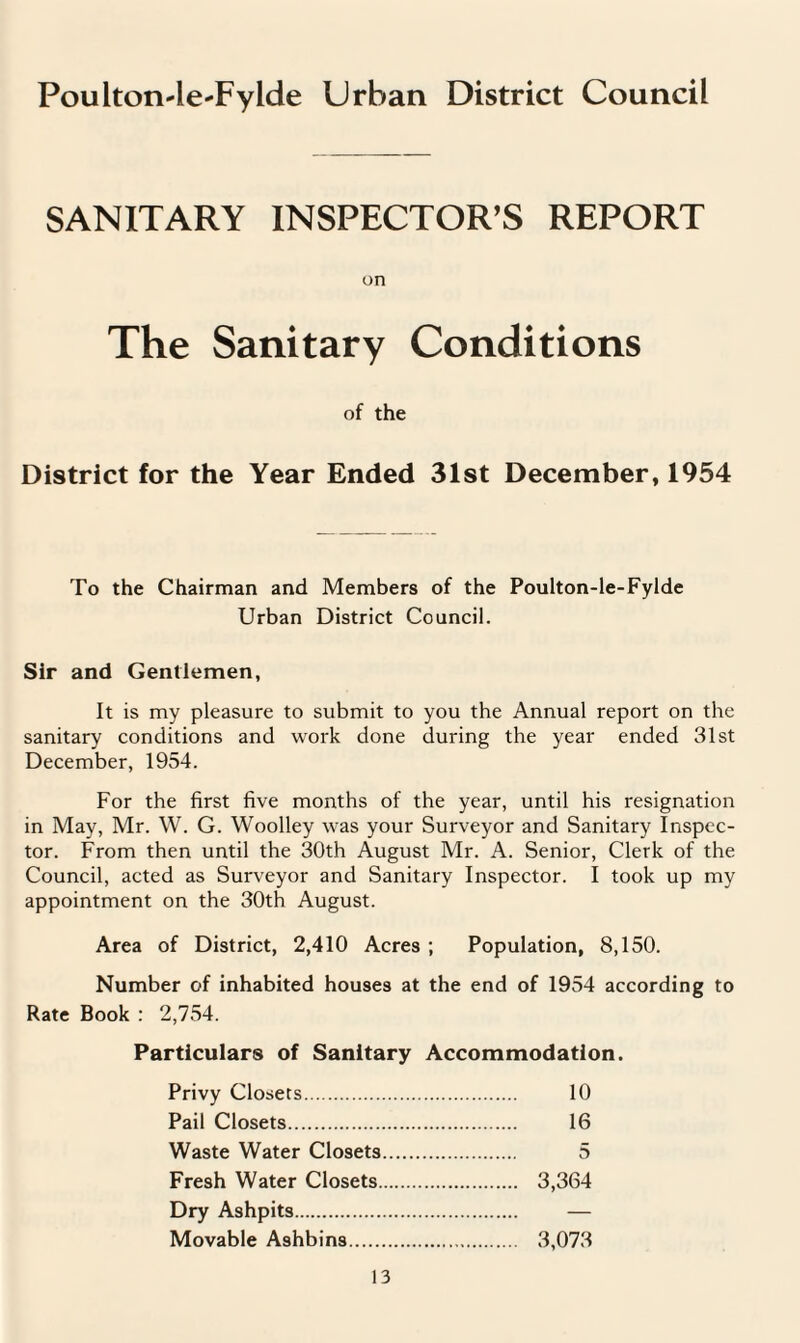 Poulton-le-Fylde Urban District Council
SANITARY INSPECTOR'S REPORT
on
The Sanitary Conditions
of the
District for the Year Ended 31st December, 1954
To the Chairman and Members of the Poulton-le-Fylde
Urban District Council.
Sir and Gentlemen,
It is my pleasure to submit to you the Annual report on the
sanitary conditions and work done during the year ended 31st
December, 1954.
For the first five months of the year, until his resignation
in May, Mr. W. G. Woolley was your Surveyor and Sanitary Inspec-
tor. From then until the 30th August Mr. A. Senior, Clerk of the
Council, acted as Surveyor and Sanitary Inspector. I took up my
appointment on the 30th August.
Area of District, 2,410 Acres ; Population, 8,150.
Number of inhabited houses at the end of 1954 according to
Rate Book : 2,754.
Particulars of Sanitary Accommodation.
Privy Closets........................................ 10
Pail Closets........................................... 16
Waste Water Closets......................... 5
Fresh Water Closets.......................... 3,364
Dry Ashpits.......................................... —
Movable Ashbins................................ 3,073
13